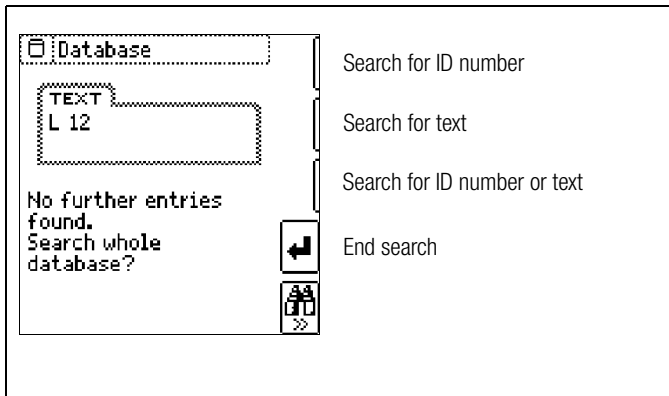 Database
TEXT
L 12
No further entries
found.
Search whole
database?
>>
Search for ID number
Search for text
Search for ID number or text
End search